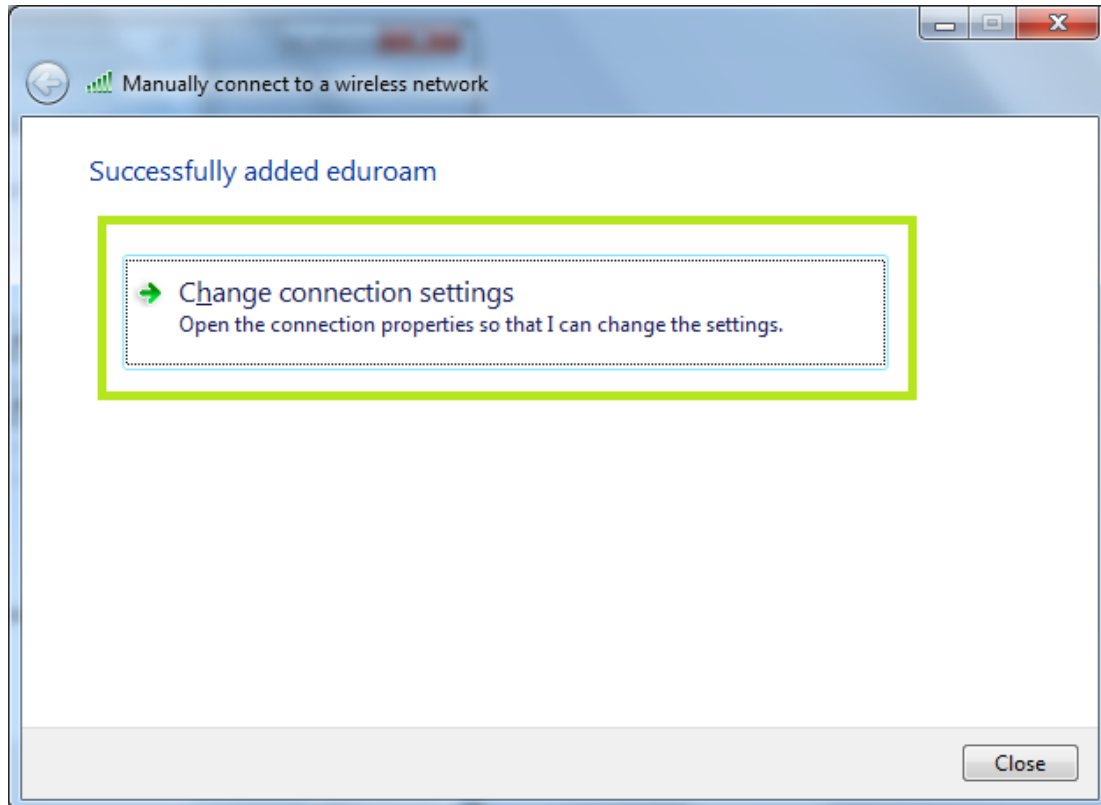 Manually connect to a wireless network
Successfully added eduroam
Change connection settings
Open the connection properties so that I can change the settings.
Close